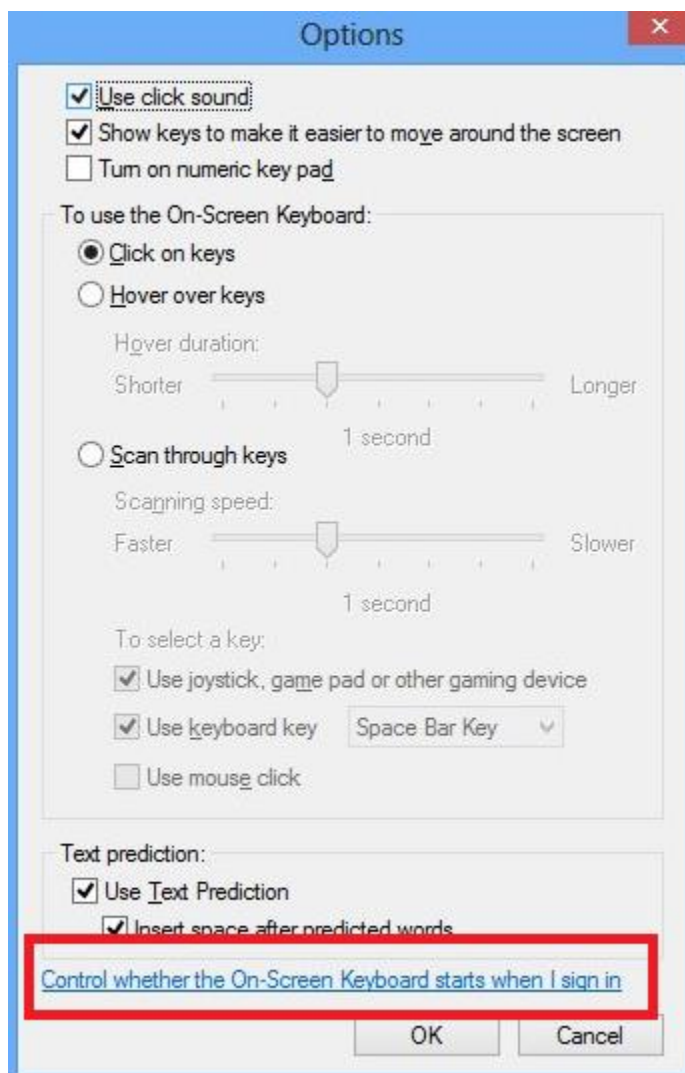 Options
Use click sound
Show keys to make it easier to move around the screen
Turn on numeric key pad
To use the On-Screen Keyboard:
Click on keys
Hover over keys
Hover duration:
Shorter Longer
1 second
Scan through keys
Scanning speed:
Faster Slower
1 second
To select a key:
Use joystick, game pad or other gaming device
Use keyboard key Space Bar Key
Use mouse click
Text prediction:
Use Text Prediction
Insert space after predicted words
Control whether the On-Screen Keyboard starts when I sign in
OK Cancel